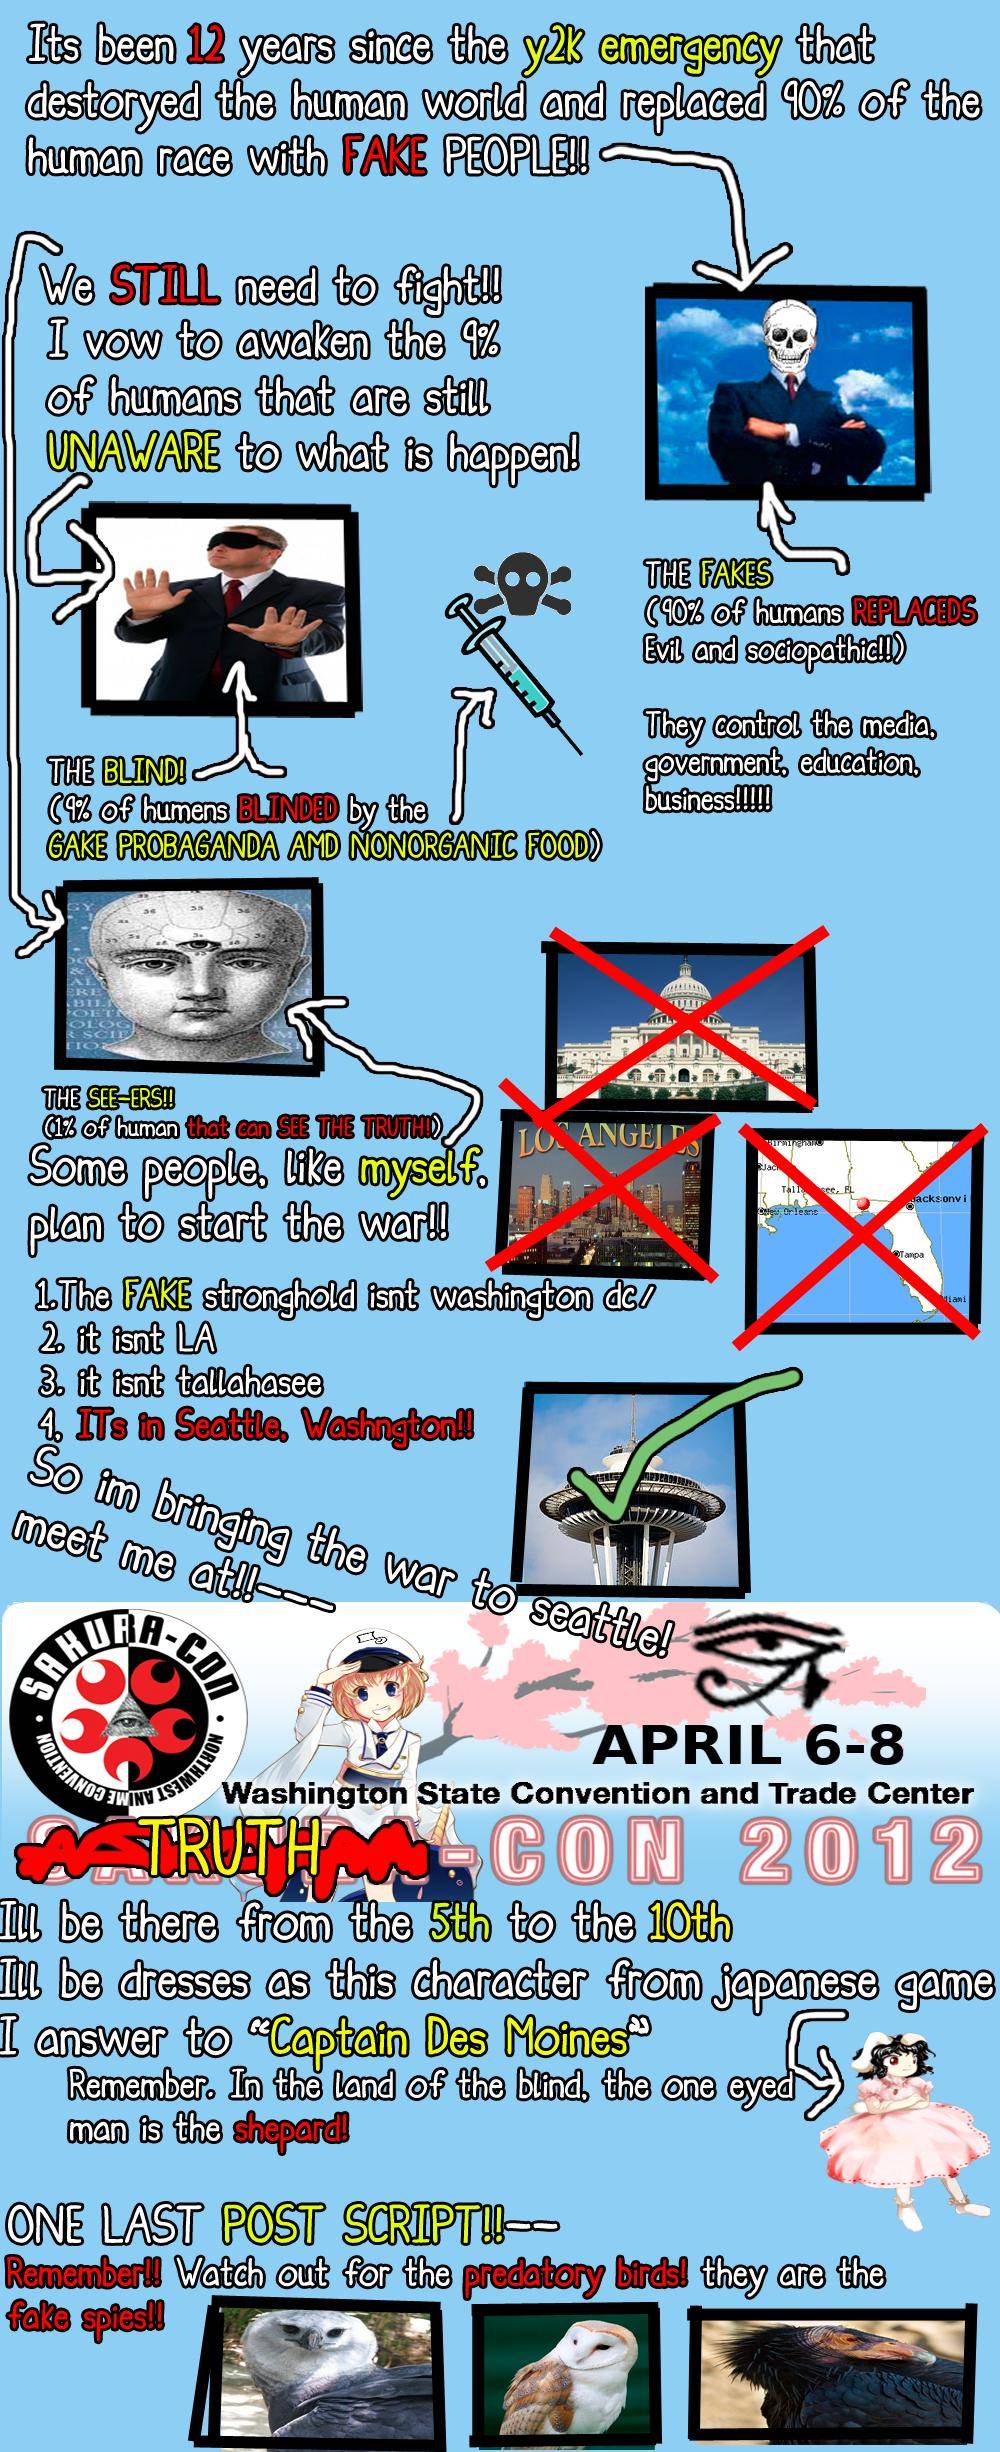 Its been 12 years since the y2k emergency that
destoryed the human world and replaced 90% of the
human race with FAKE PEOPLE!!
We STILL need to fight!!
I vow to awaken the 9%
of humans that are still
UNAWARE to what is happen!
THE FAKES
(90% of humans REPLACEDS
Evil and sociopathic!!)
They control the media,
government, education,
business!!!!!
THE BLIND!
(9% of humens BLINDED by the
GAKE PROBAGANDA AMD NONORGANIC FOOD)
THE SEE-ERS!!
(1% of human that can SEE THE TRUTH!)
Some people, like myself,
plan to start the war!!
LOS ANGELES
Birmingham
Jac
Tall see, FL
Jacksonvi
New Orleans
Tampa
Miami
1.The FAKE stronghold isnt washington dc/
2. it isnt LA
3. it isnt tallahasee
4. ITs in Seattle, Washngton!!
So im bringing the war to seattle!
meet me at!!---
SAKURA-CON
NORTHWEST ANIME CONVENTION
APRIL 6-8
Washington State Convention and Trade Center
TRUTH -CON 2012
Ill be there from the 5th to the 10th
Ill be dresses as this character from japanese game
I answer to "Captain Des Moines"
Remember. In the land of the blind, the one eyed
man is the shepard!
ONE LAST POST SCRIPT!!--
Remember!! Watch out for the predatory birds! they are the
fake spies!!